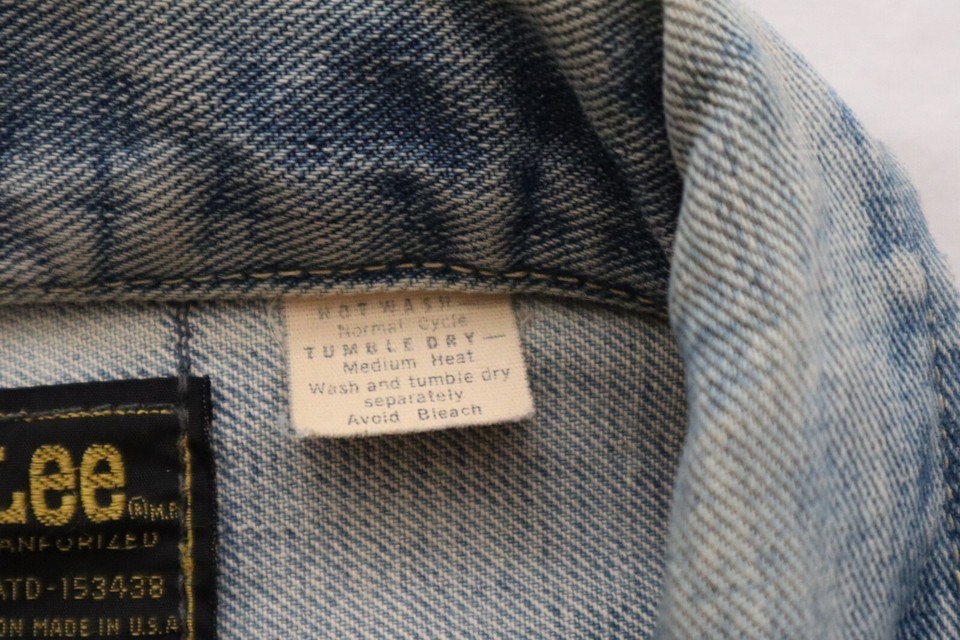 HOT WASH
Normal Cycle
TUMBLE DRY—
Medium Heat
Wash and tumble dry
separately
Avoid Bleach
Lee ® M.R.
ANFORIZED
ATD-153438
ON MADE IN U.S.A